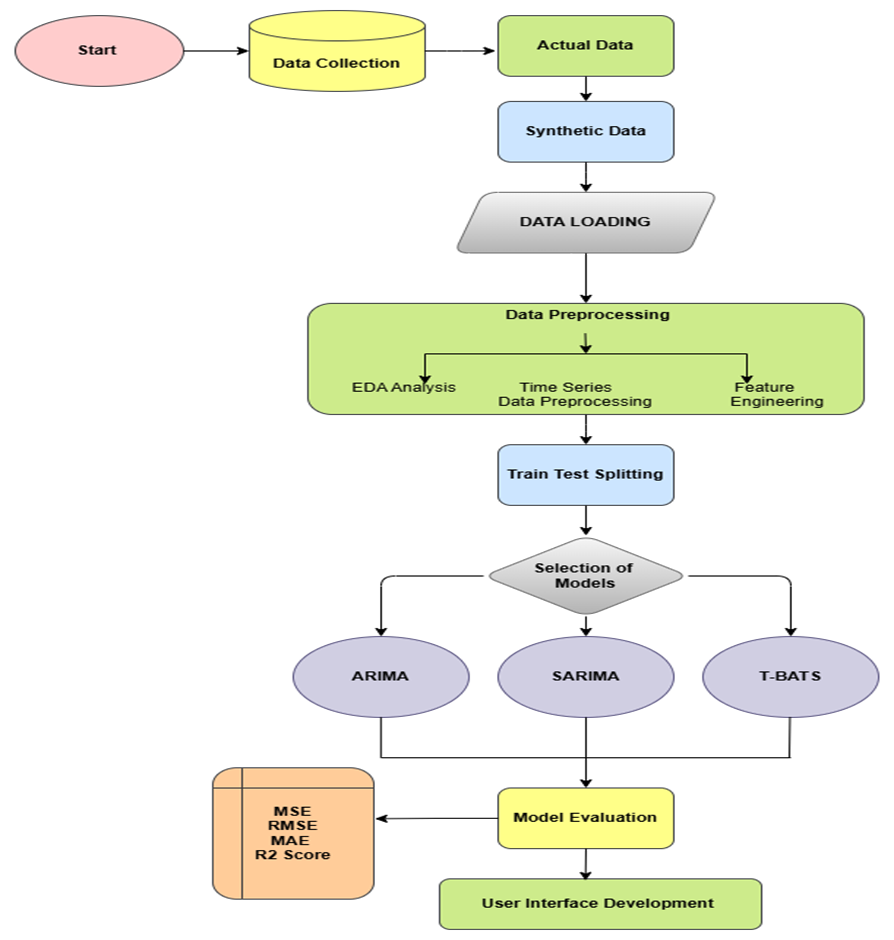 Start
Data Collection
Actual Data
Synthetic Data
DATA LOADING
Data Preprocessing
EDA Analysis
Time Series
Data Preprocessing
Feature
Engineering
Train Test Splitting
Selection of
Models
ARIMA
SARIMA
T-BATS
MSE
RMSE
MAE
R2 Score
Model Evaluation
User Interface Development